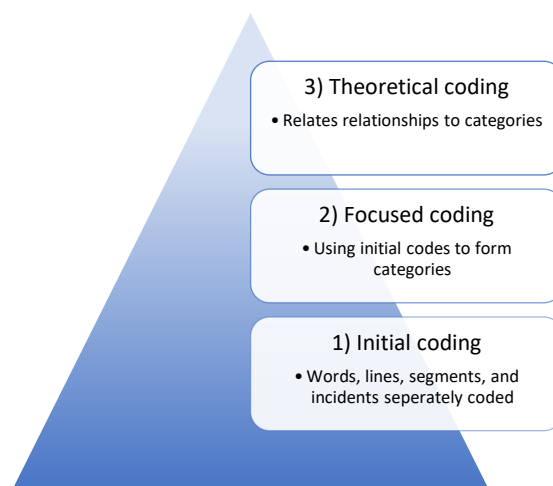 3) Theoretical coding
• Relates relationships to categories
2) Focused coding
• Using initial codes to form
categories
1) Initial coding
• Words, lines, segments, and
incidents seperately coded